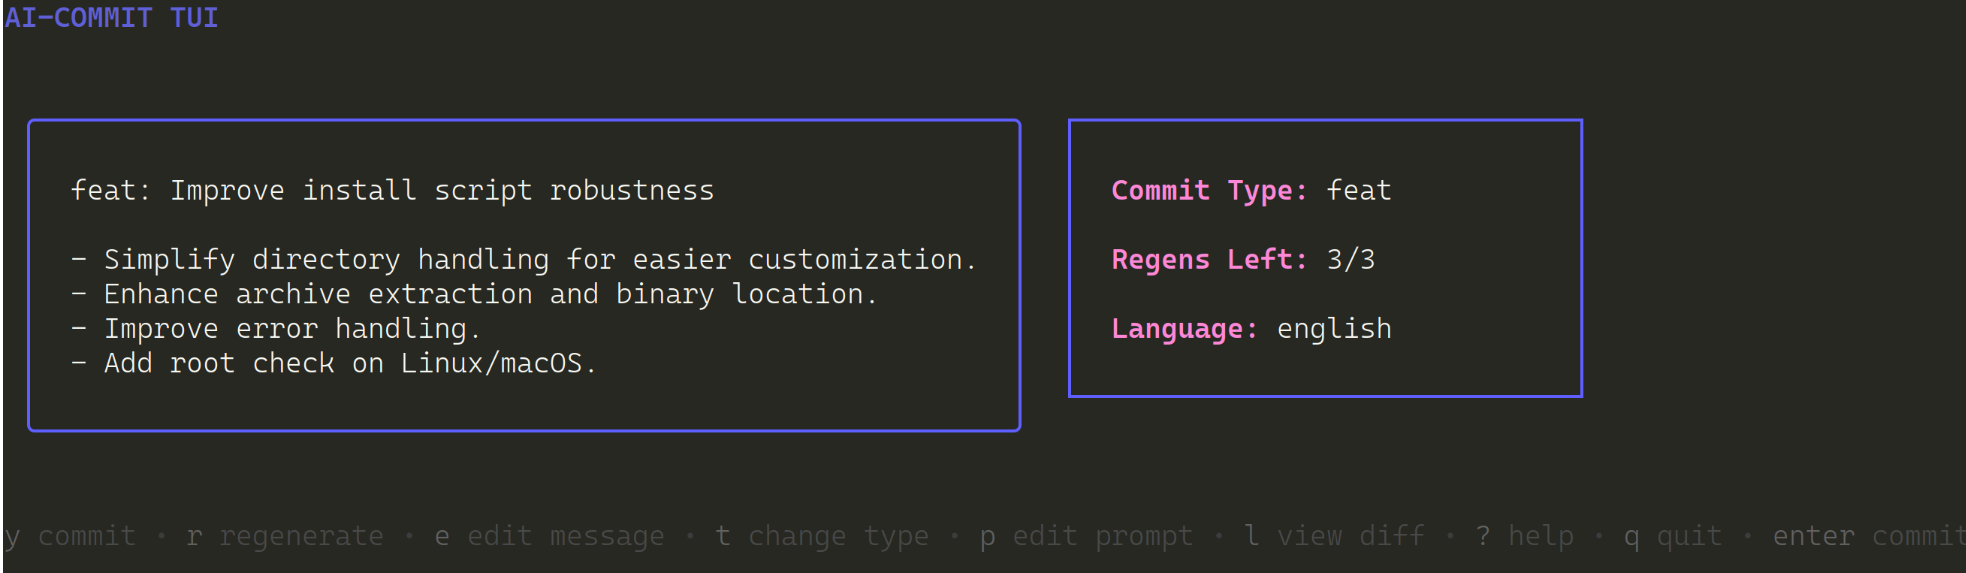 AI-COMMIT TUI
feat: Improve install script robustness
- Simplify directory handling for easier customization.
- Enhance archive extraction and binary location.
- Improve error handling.
- Add root check on Linux/macOS.
Commit Type: feat
Regens Left: 3/3
Language: english
y commit • r regenerate • e edit message • t change type • p edit prompt • l view diff • ? help • q quit • enter commit